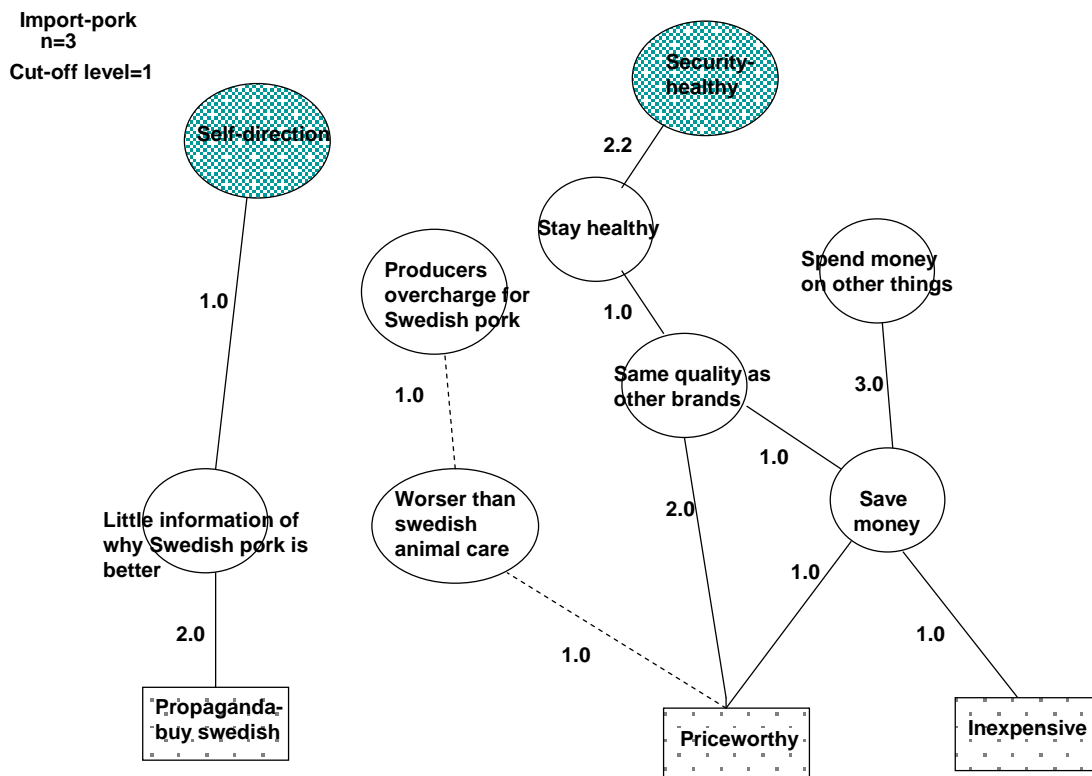 Import-pork
n=3
Cut-off level=1
Security-
healthy
Self-direction
2.2
Stay healthy
Spend money
on other things
Producers
overcharge for
Swedish pork
1.0
1.0
Same quality as
other brands
3.0
1.0
1.0
Worser than
swedish
animal care
Save
money
2.0
Little information of
why Swedish pork is
better
1.0
2.0
1.0
1.0
Propaganda-
buy swedish
Priceworthy
Inexpensive